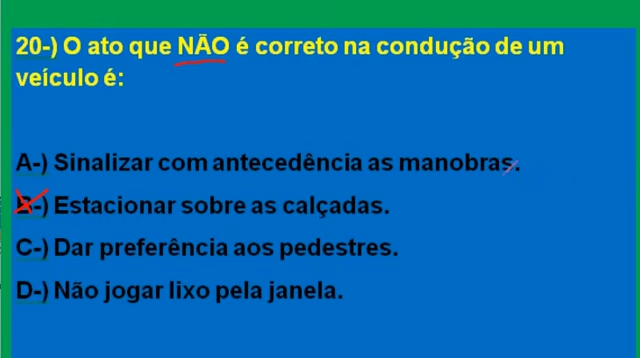 20-) O ato que NÃO é correto na condução de um
veículo é:
A-) Sinalizar com antecedência as manobras.
B-) Estacionar sobre as calçadas.
C-) Dar preferência aos pedestres.
D-) Não jogar lixo pela janela.